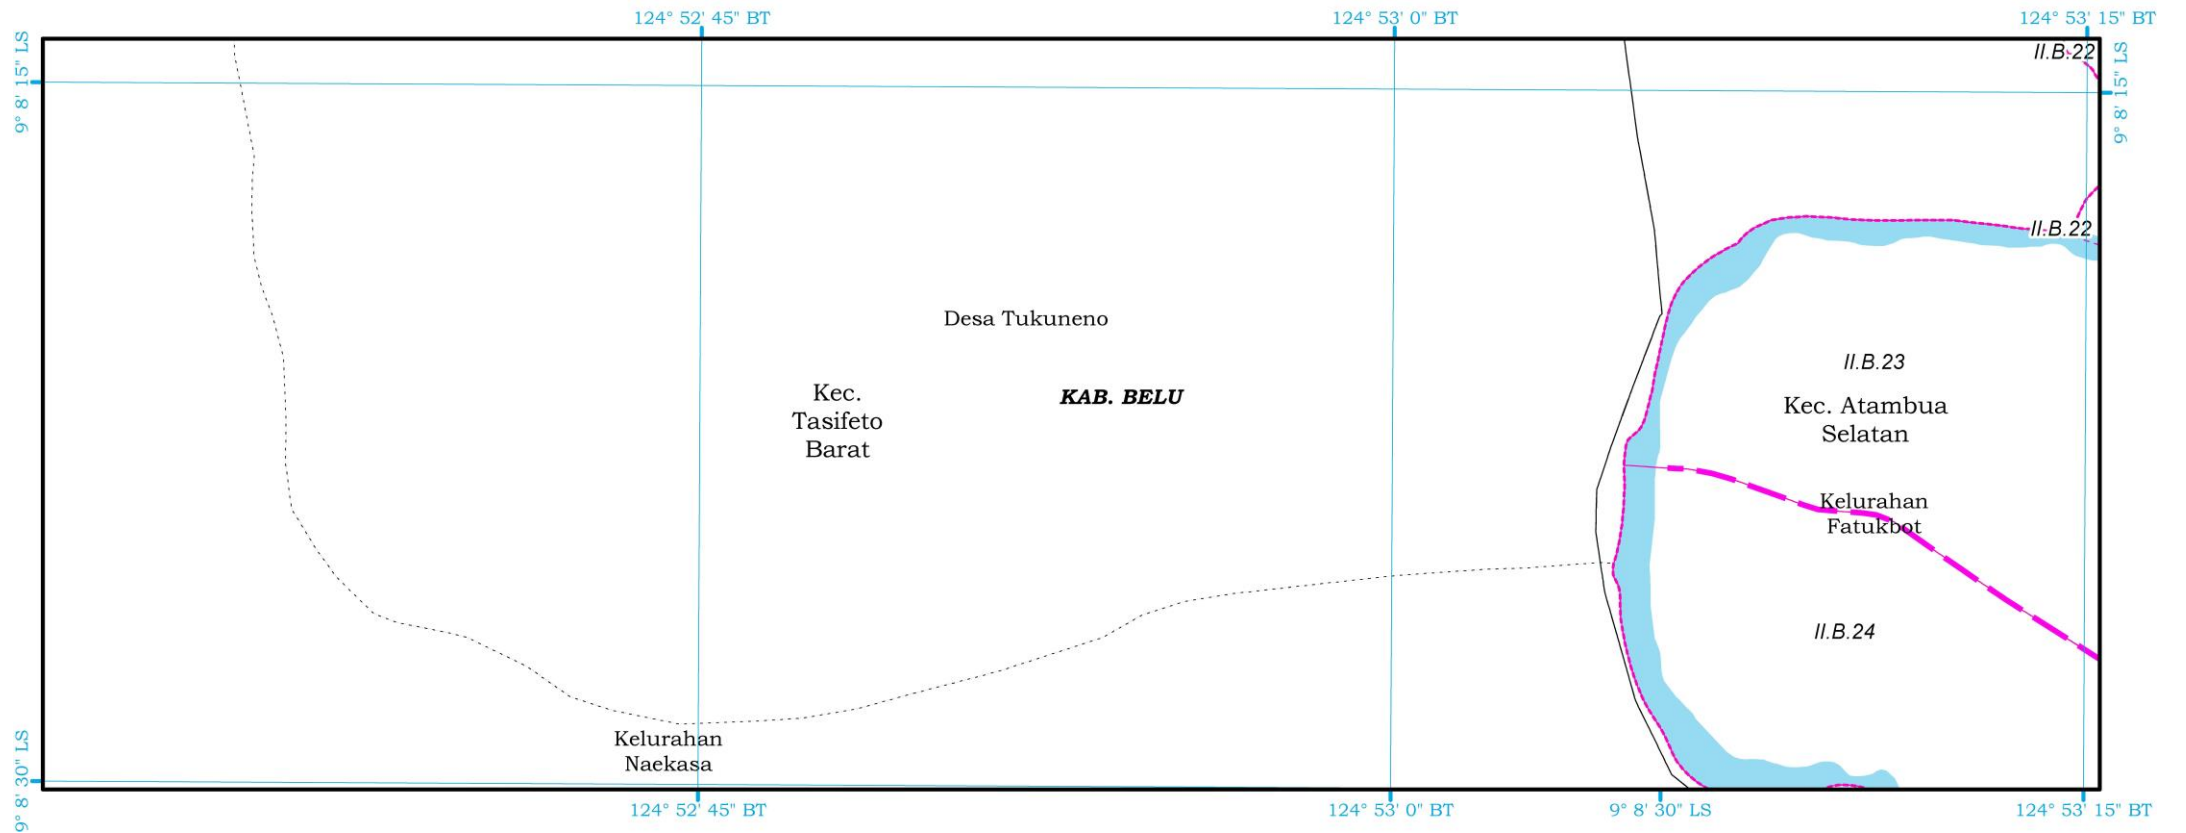 124° 52' 45" BT
124° 53' 0" BT
124° 53' 15" BT
9° 8' 15" LS
9° 8' 15" LS
II.B.22
II.B.22
Desa Tukuneno
II.B.23
Kec.
Tasifeto
Barat
KAB. BELU
Kec. Atambua
Selatan
Kelurahan
Fatukbot
II.B.24
Kelurahan
Naekasa
9° 8' 30" LS
124° 52' 45" BT
124° 53' 0" BT
9° 8' 30" LS
124° 53' 15" BT